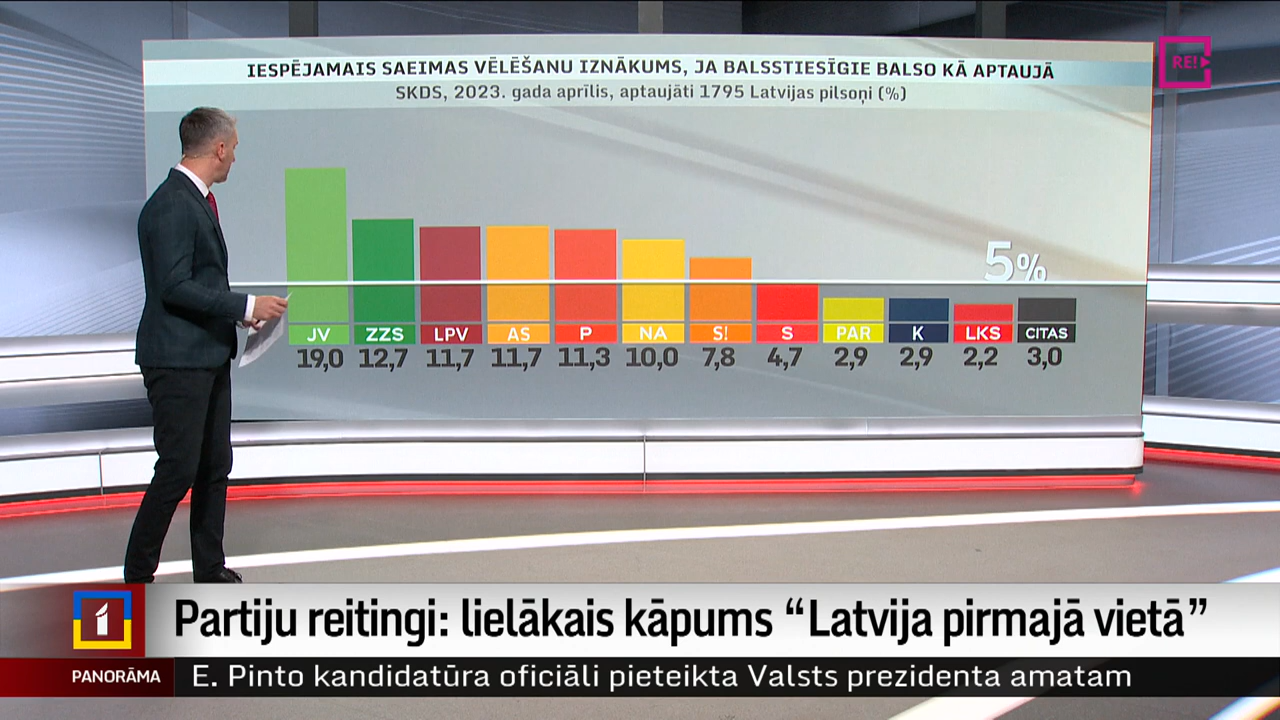 IESPĒJAMAIS SAEIMAS VĒLĒŠANU IZNĀKUMS, JA BALSSTIESĪGIE BALSO KĀ APTAUJĀ
RE!
SKDS, 2023. gada aprīlis, aptaujāti 1795 Latvijas pilsoņi (%)
5%
JV ZZS LPV AS P NA S! S PAR K LKS CITAS
19,0 12,7 11,7 11,7 11,3 10,0 7,8 4,7 2,9 2,9 2,2 3,0
1 Partiju reitingi: lielākais kāpums “Latvija pirmajā vietā”
PANORĀMA E. Pinto kandidatūra oficiāli pieteikta Valsts prezidenta amatam